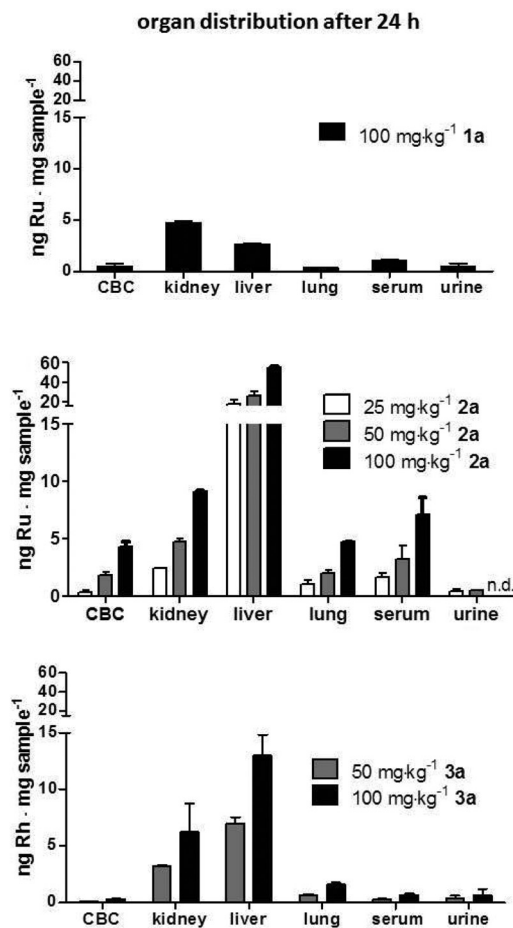 organ distribution after 24 h
60
40
20
15
10
5
0
ng Ru · mg sample⁻¹
100 mg·kg⁻¹ 1a
CBC kidney liver lung serum urine
60
40
20
15
10
5
0
ng Ru · mg sample⁻¹
25 mg·kg⁻¹ 2a
50 mg·kg⁻¹ 2a
100 mg·kg⁻¹ 2a
n.d.
CBC kidney liver lung serum urine
60
40
20
15
10
5
0
ng Rh · mg sample⁻¹
50 mg·kg⁻¹ 3a
100 mg·kg⁻¹ 3a
CBC kidney liver lung serum urine